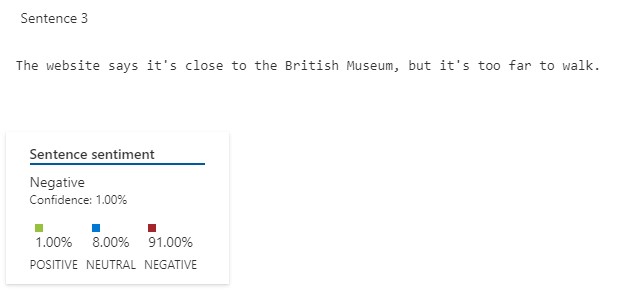 Sentence 3
The website says it's close to the British Museum, but it's too far to walk.
Sentence sentiment
Negative
Confidence: 1.00%
1.00% 8.00% 91.00%
POSITIVE NEUTRAL NEGATIVE